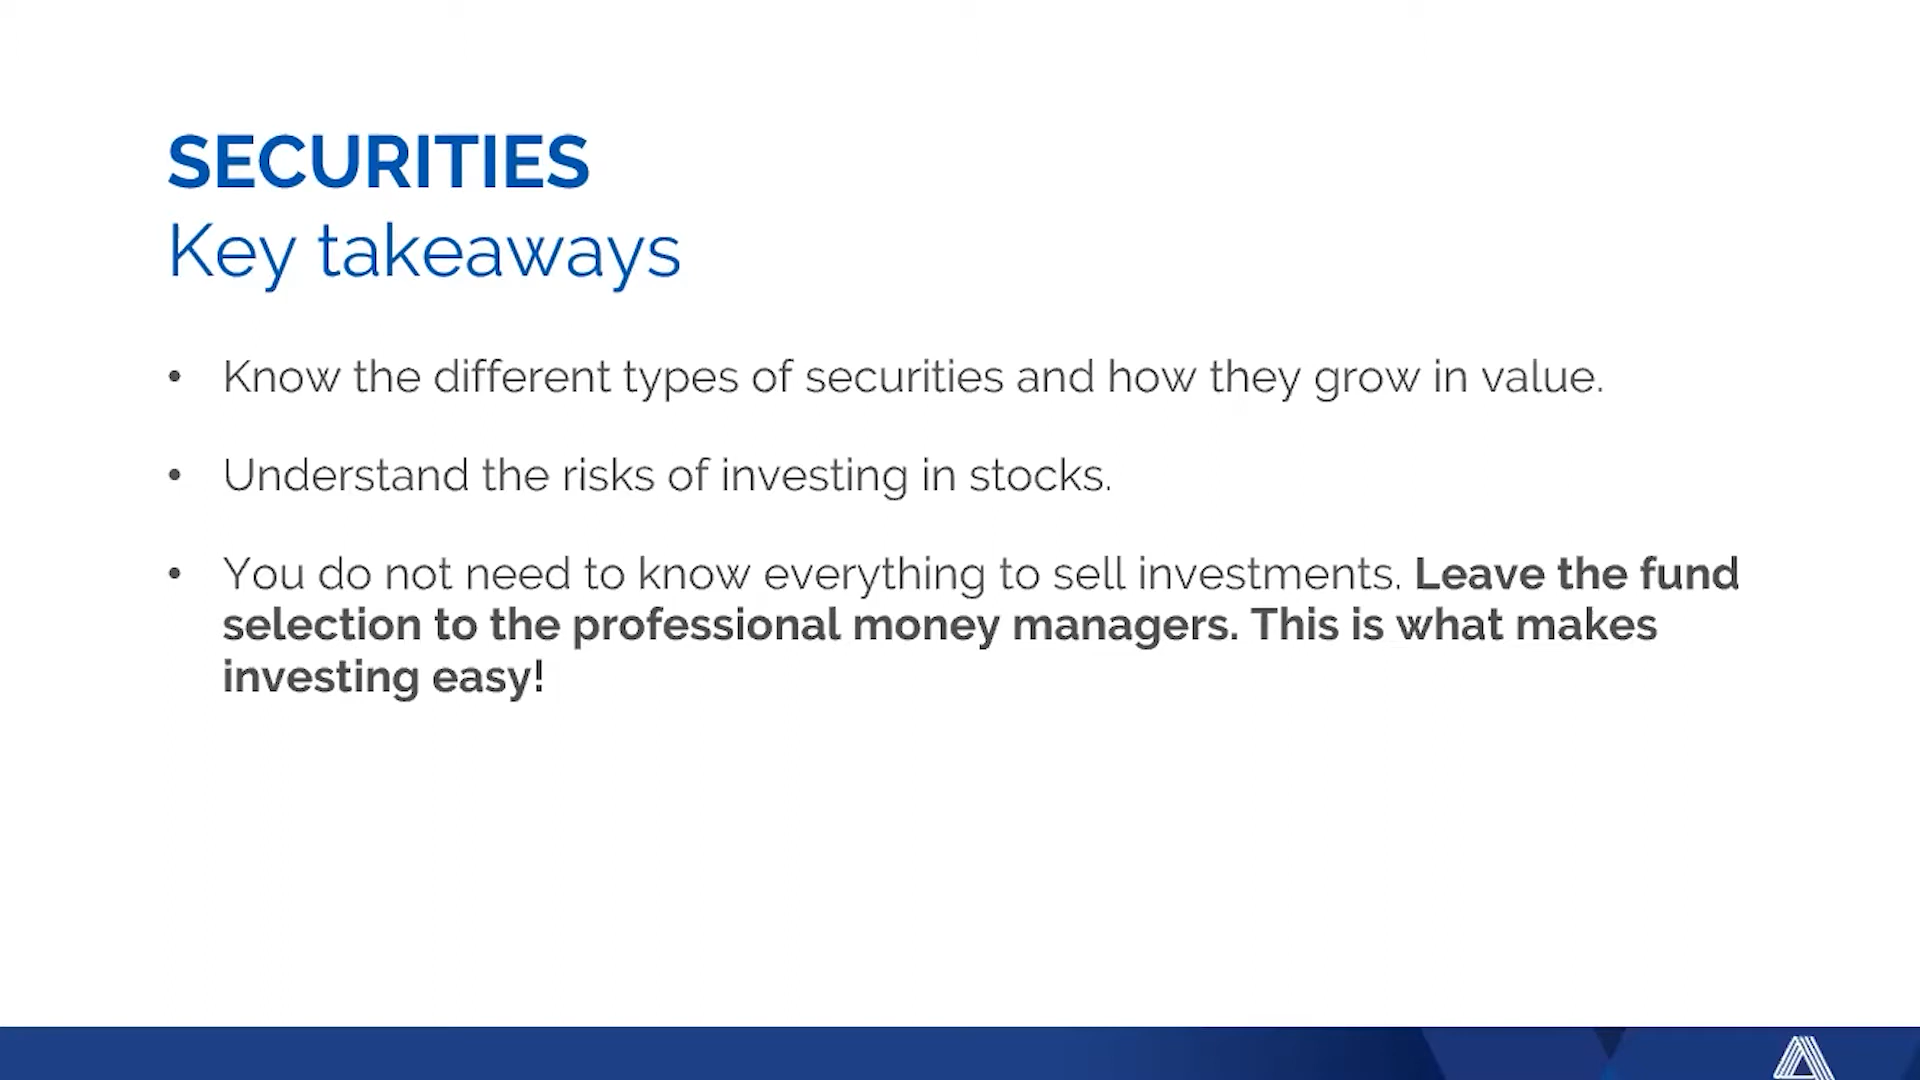 SECURITIES
Key takeaways
• Know the different types of securities and how they grow in value.
• Understand the risks of investing in stocks.
• You do not need to know everything to sell investments. Leave the fund
selection to the professional money managers. This is what makes
investing easy!